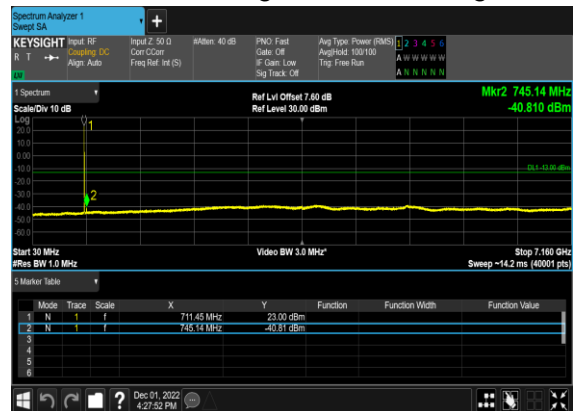 Spectrum Analyzer 1
Swept SA
+
KEYSIGHT Input: RF Input Z: 50 Ω #Atten: 40 dB PNO: Fast Avg Type: Power (RMS) 1 2 3 4 5 6
R T Coupling: DC Corr CCorr Gate: Off Avg|Hold: 100/100 A W W W W W
Align: Auto Freq Ref: Int (S) IF Gain: Low Trig: Free Run
LW Sig Track: Off A N N N N N
1 Spectrum Ref Lvl Offset 7.60 dB Mkr2 745.14 MHz
Scale/Div 10 dB Ref Level 30.00 dBm -40.810 dBm
Log
1
20.0
10.0
0.00
-10.0
DL1 -13.00 dBm
-20.0
-30.0
2
-40.0
-50.0
-60.0
Start 30 MHz Video BW 3.0 MHz* Stop 7.160 GHz
#Res BW 1.0 MHz Sweep ~14.2 ms (40001 pts)
5 Marker Table
Mode Trace Scale X Y Function Function Width Function Value
1 N 1 f 711.45 MHz 23.00 dBm
2 N 1 f 745.14 MHz -40.81 dBm
3
4
5
6
? Dec 01, 2022
4:27:52 PM